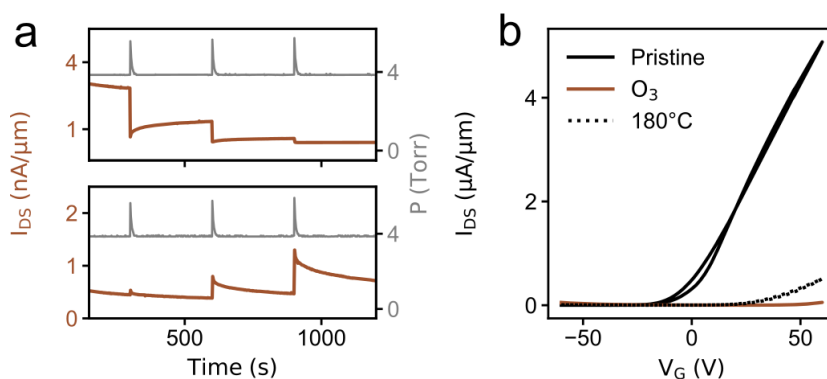 a
4
1
4
0
I_DS (nA/μm)
P (Torr)
2
1
0
4
0
500
1000
Time (s)
b
Pristine
O₃
180°C
4
2
0
I_DS (μA/μm)
−50
0
50
V_G (V)